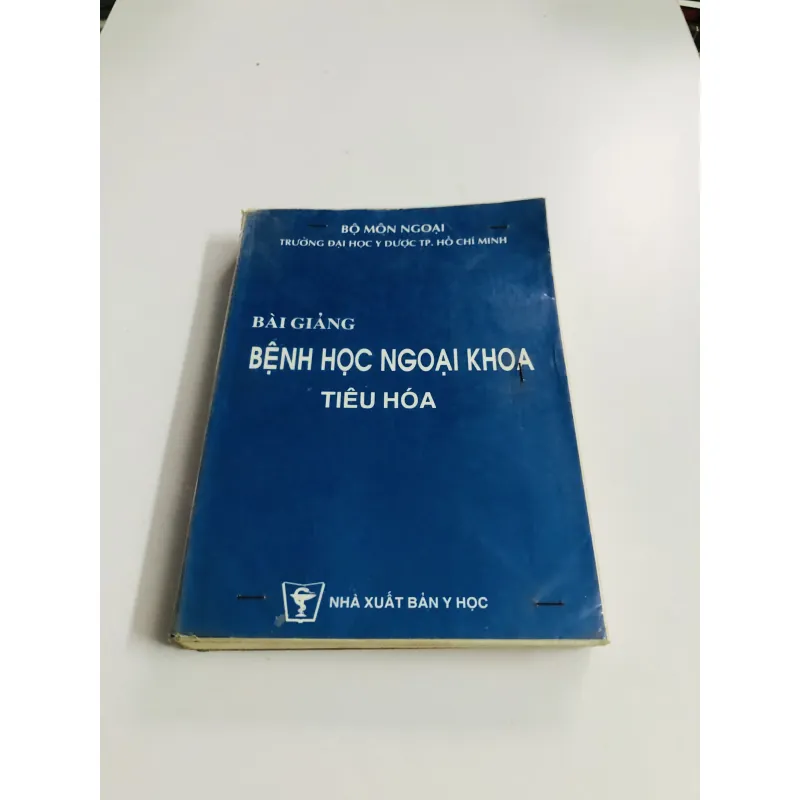 BỘ MÔN NGOẠI
TRƯỜNG ĐẠI HỌC Y DƯỢC TP. HỒ CHÍ MINH
BÀI GIẢNG
BỆNH HỌC NGOẠI KHOA
TIÊU HÓA
NHÀ XUẤT BẢN Y HỌC